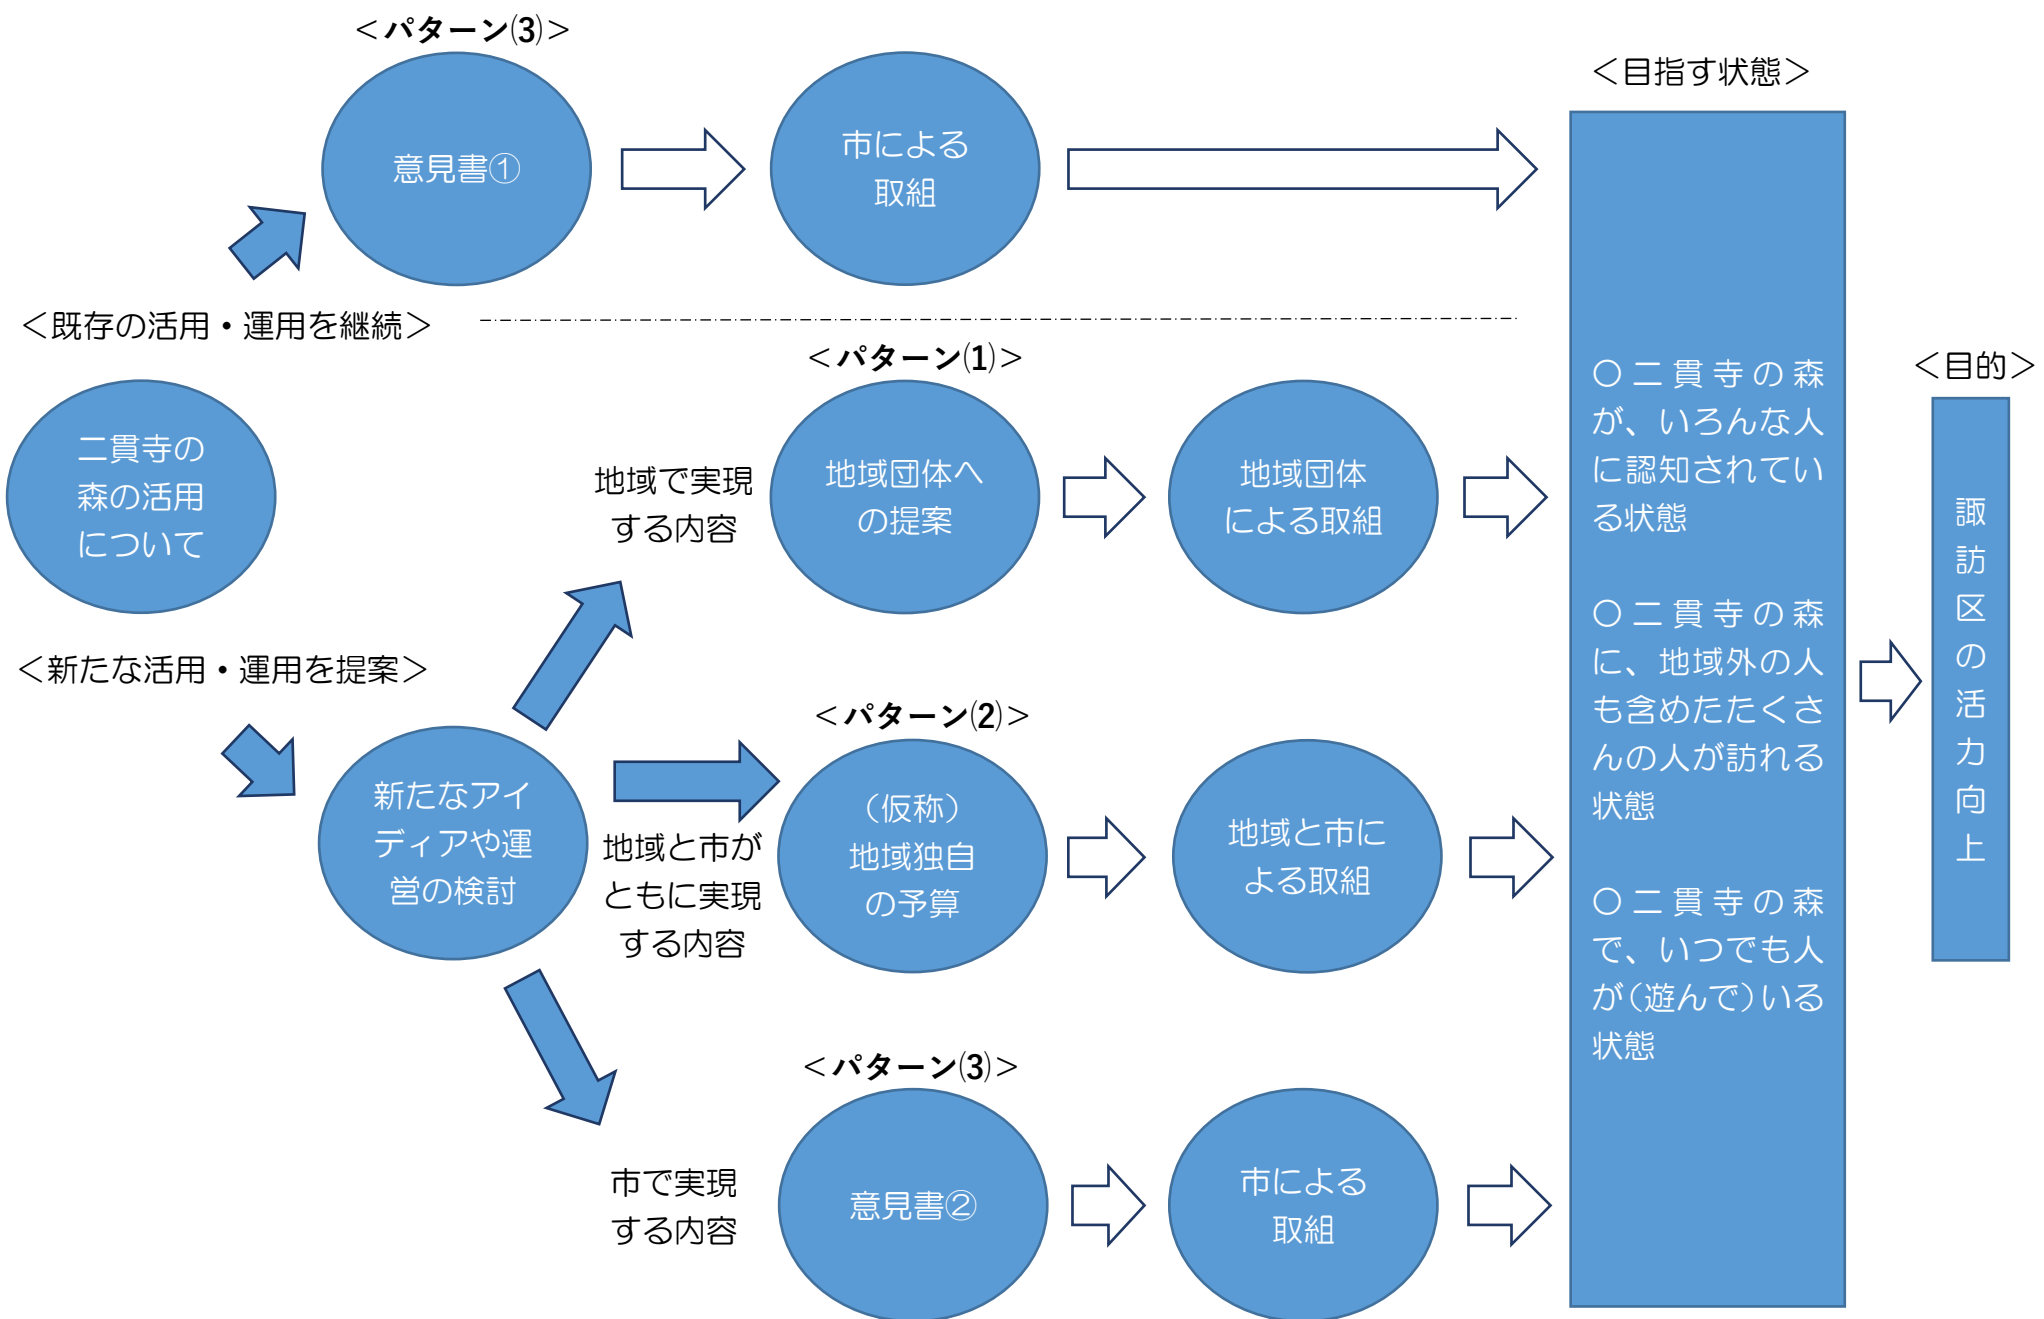 ＜パターン⑶＞
＜目指す状態＞
意見書①
市による
取組
＜既存の活用・運用を継続＞
＜パターン⑴＞
＜目的＞
二貫寺の
森の活用
について
地域で実現
する内容
地域団体へ
の提案
地域団体
による取組
〇二貫寺の森
が、いろんな人
に認知されてい
る状態
〇二貫寺の森
に、地域外の人
も含めたたくさ
んの人が訪れる
状態
〇二貫寺の森
で、いつでも人
が（遊んで）いる
状態
諏
訪
区
の
活
力
向
上
＜新たな活用・運用を提案＞
＜パターン⑵＞
新たなアイ
ディアや運
営の検討
地域と市が
ともに実現
する内容
（仮称）
地域独自
の予算
地域と市に
よる取組
＜パターン⑶＞
市で実現
する内容
意見書②
市による
取組